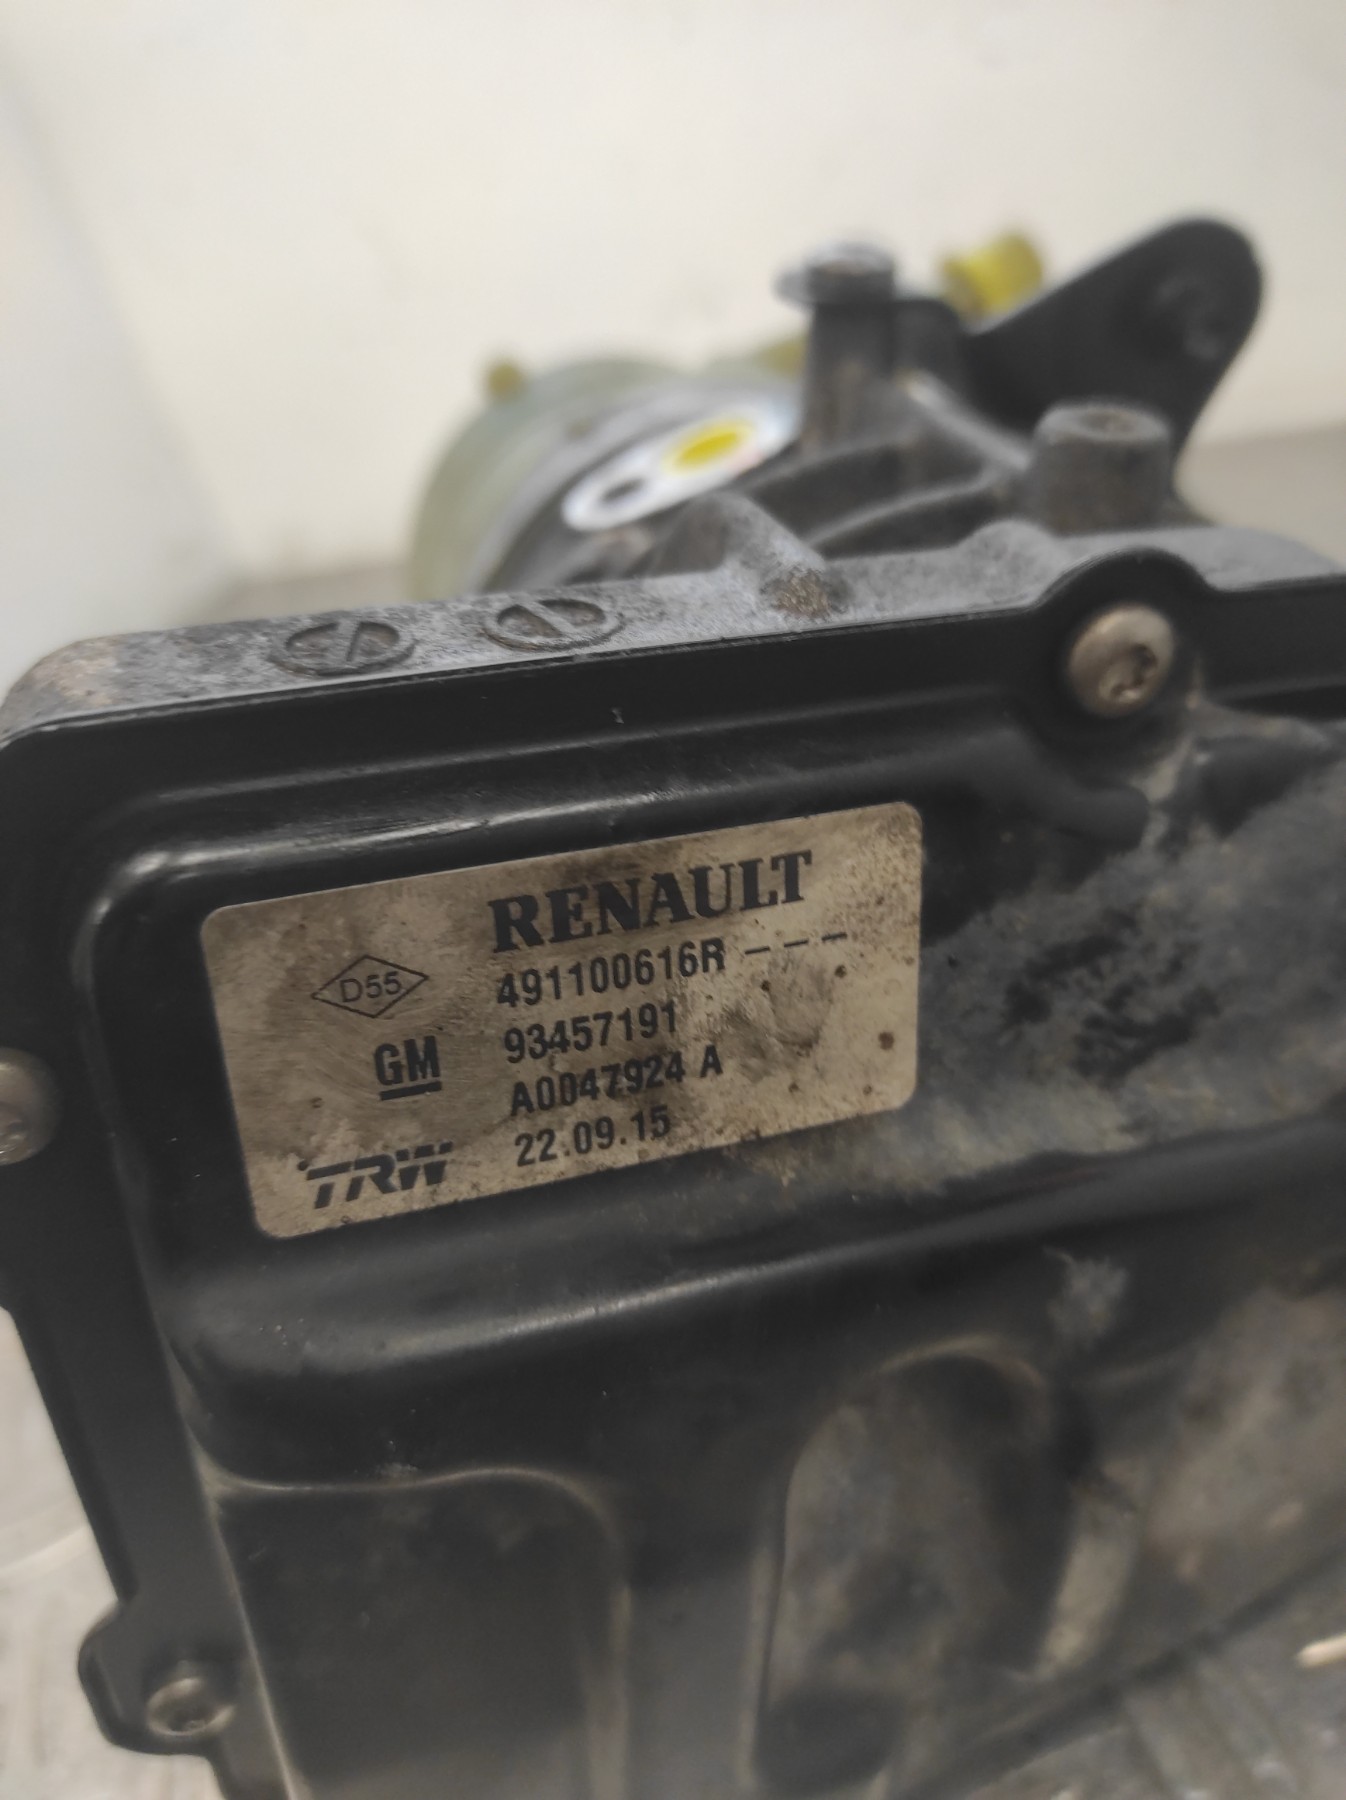 RENAULT
D55 491100616R ---
GM 93457191
A0047924 A
TRW 22.09.15